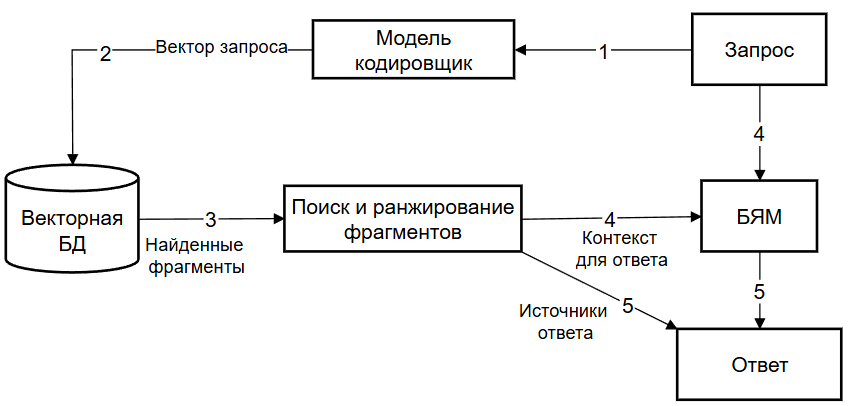 Запрос
1
Модель
кодировщик
Вектор запроса
2
4
Векторная
БД
3
Найденные
фрагменты
Поиск и ранжирование
фрагментов
4
Контекст
для ответа
БЯМ
5
Источники
ответа
5
Ответ